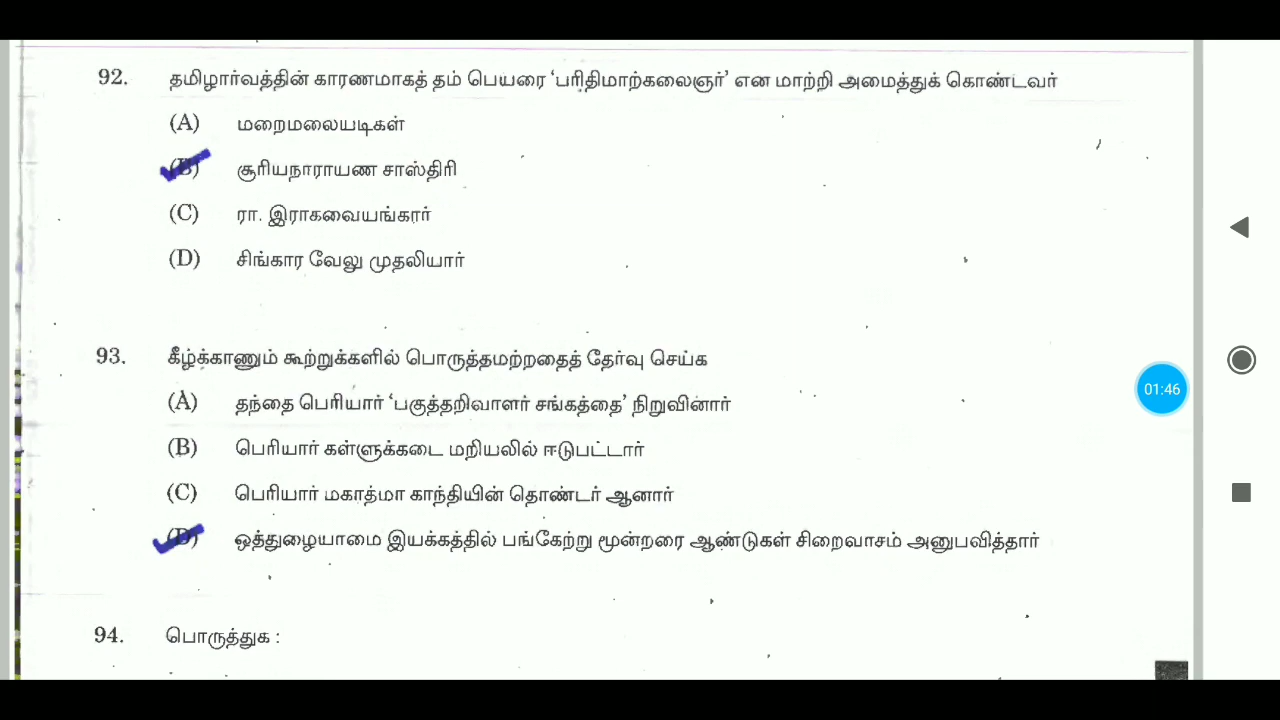 92. தமிழார்வத்தின் காரணமாகத் தம் பெயரை ‘பரிதிமாற்கலைஞர்’ என மாற்றி அமைத்துக் கொண்டவர்
(A) மறைமலையடிகள்
(B) சூரியநாராயண சாஸ்திரி
(C) ரா. இராகவையங்கார்
(D) சிங்கார வேலு முதலியார்
93. கீழ்க்காணும் கூற்றுக்களில் பொருத்தமற்றதைத் தேர்வு செய்க
(A) தந்தை பெரியார் ‘பகுத்தறிவாளர் சங்கத்தை’ நிறுவினார்
01:46
(B) பெரியார் கள்ளுக்கடை மறியலில் ஈடுபட்டார்
(C) பெரியார் மகாத்மா காந்தியின் தொண்டர் ஆனார்
(D) ஒத்துழையாமை இயக்கத்தில் பங்கேற்று மூன்றரை ஆண்டுகள் சிறைவாசம் அனுபவித்தார்
94. பொருத்துக :